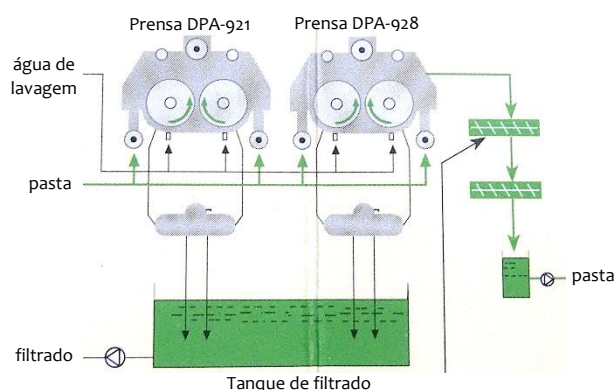 Prensa DPA-921
Prensa DPA-928
água de
lavagem
pasta
pasta
filtrado
Tanque de filtrado